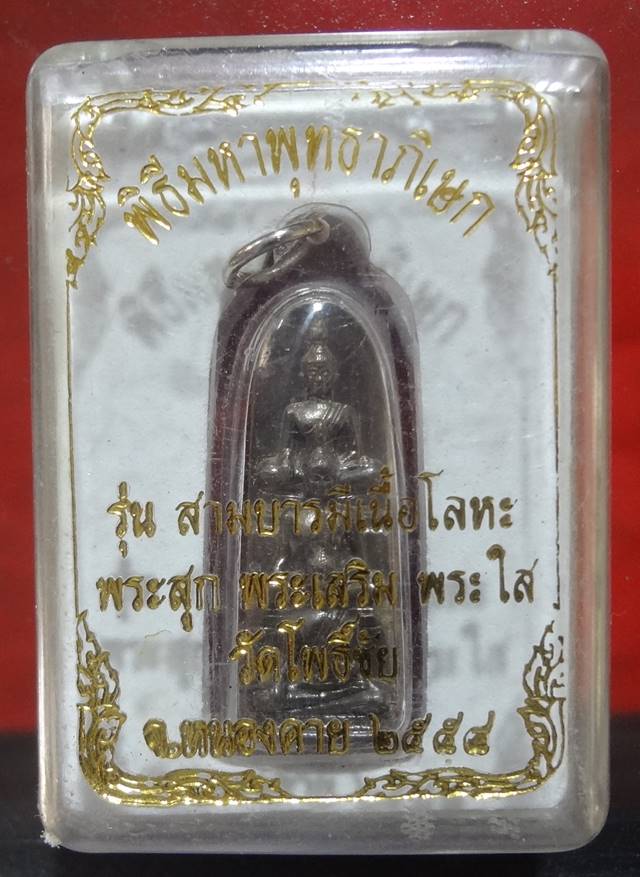 พิธีมหาพุทธาภิเษก
รุ่น สามบารมีเนื้อโลหะ
พระสุก พระเสริม พระใส
วัดโพธิ์ชัย
จ.หนองคาย ๒๕๕๔